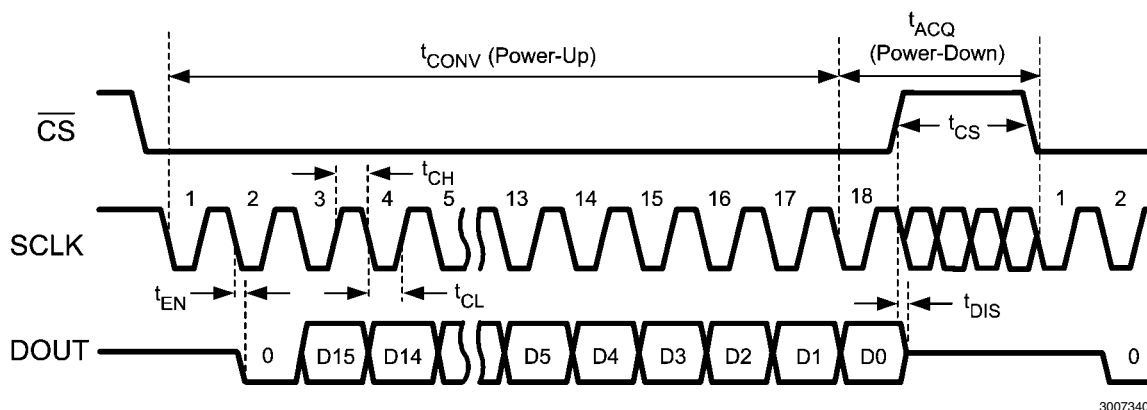 tACQ
(Power-Down)
tCONV (Power-Up)
CS
tCS
tCH
1 2 3 4 5 13 14 15 16 17 18 1 2
SCLK
tEN
tCL
tDIS
DOUT
0 D15 D14 D5 D4 D3 D2 D1 D0 0
3007340